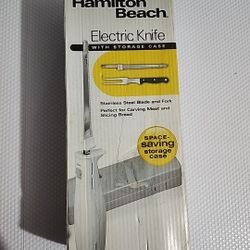 Hamilton
Beach
Electric Knife
WITH STORAGE CASE
Stainless Steel Blade and Fork
Perfect for Carving Meat and
Slicing Bread
SPACE-
saving
storage
case